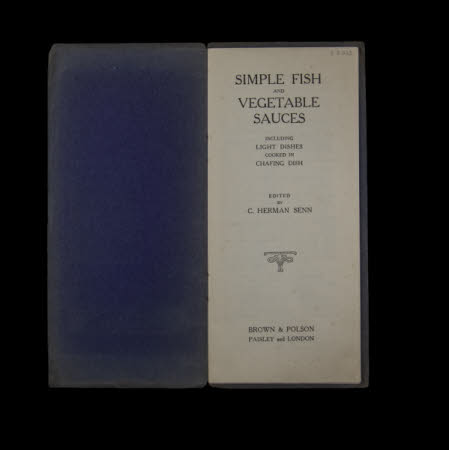 SIMPLE FISH
AND
VEGETABLE
SAUCES
INCLUDING
LIGHT DISHES
COOKED IN
CHAFING DISH
EDITED
BY
C. HERMAN SENN
BROWN & POLSON
PAISLEY and LONDON